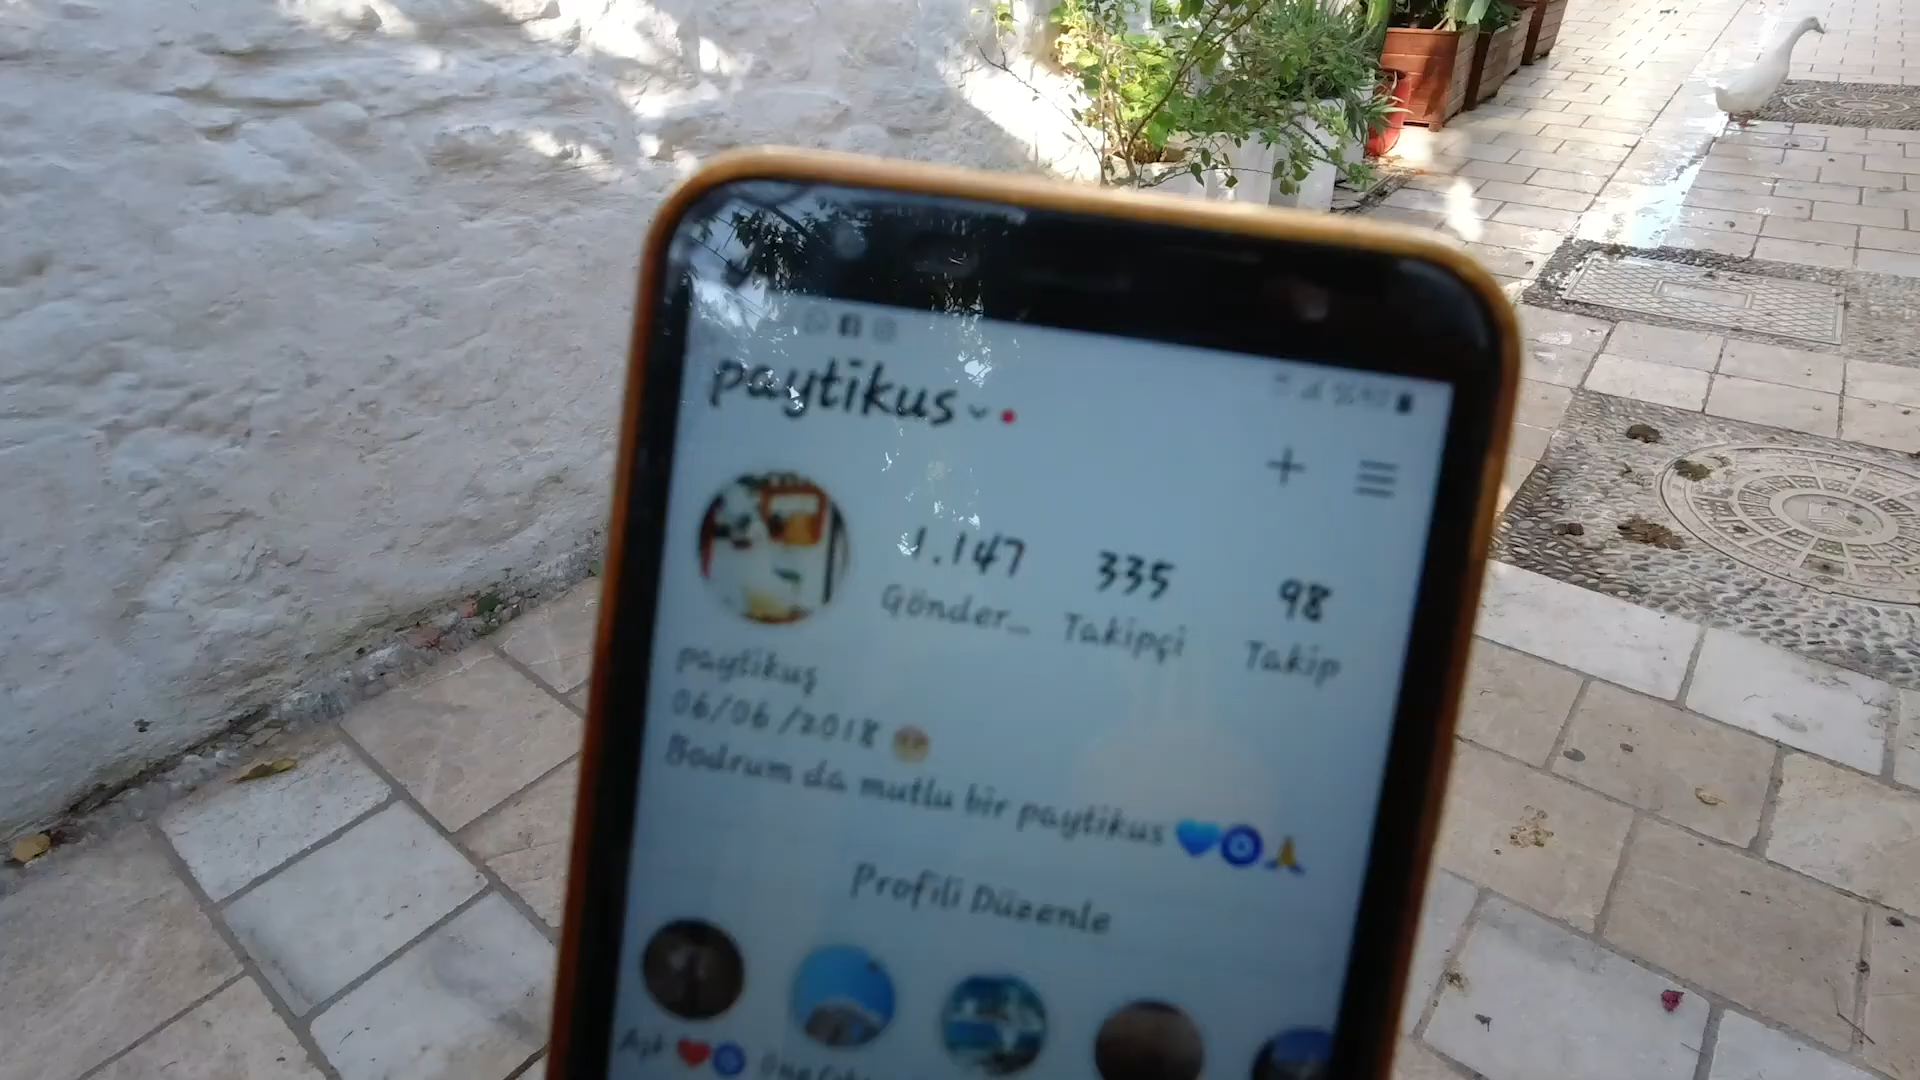 paytikus
1.147 335 98
Gönder... Takipçi Takip
paytikuş
06/06/2018
Bodrum da mutlu bir paytikus 💙🧿🙏
Profili Düzenle
Aşk ❤️🧿